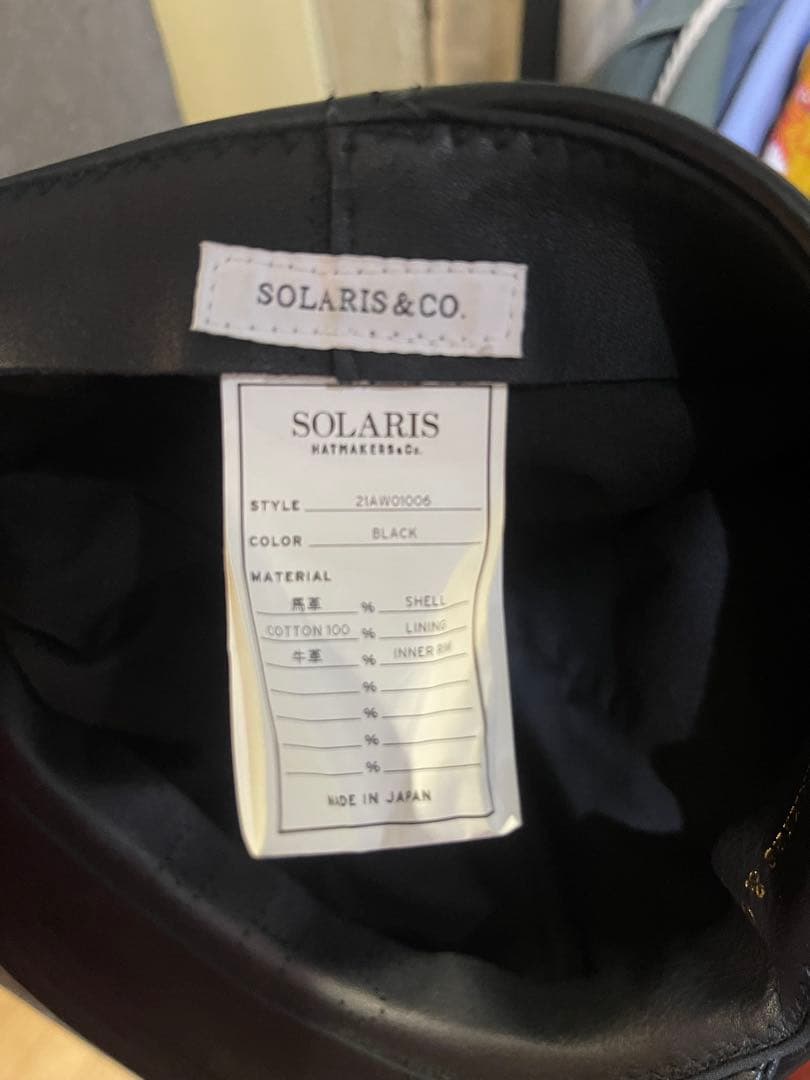 SOLARIS & CO.
SOLARIS
HATMAKERS & Co.
STYLE 21AW01006
COLOR BLACK
MATERIAL
馬革 % SHELL
COTTON 100 % LINING
牛革 % INNER RIM
%
%
%
%
MADE IN JAPAN